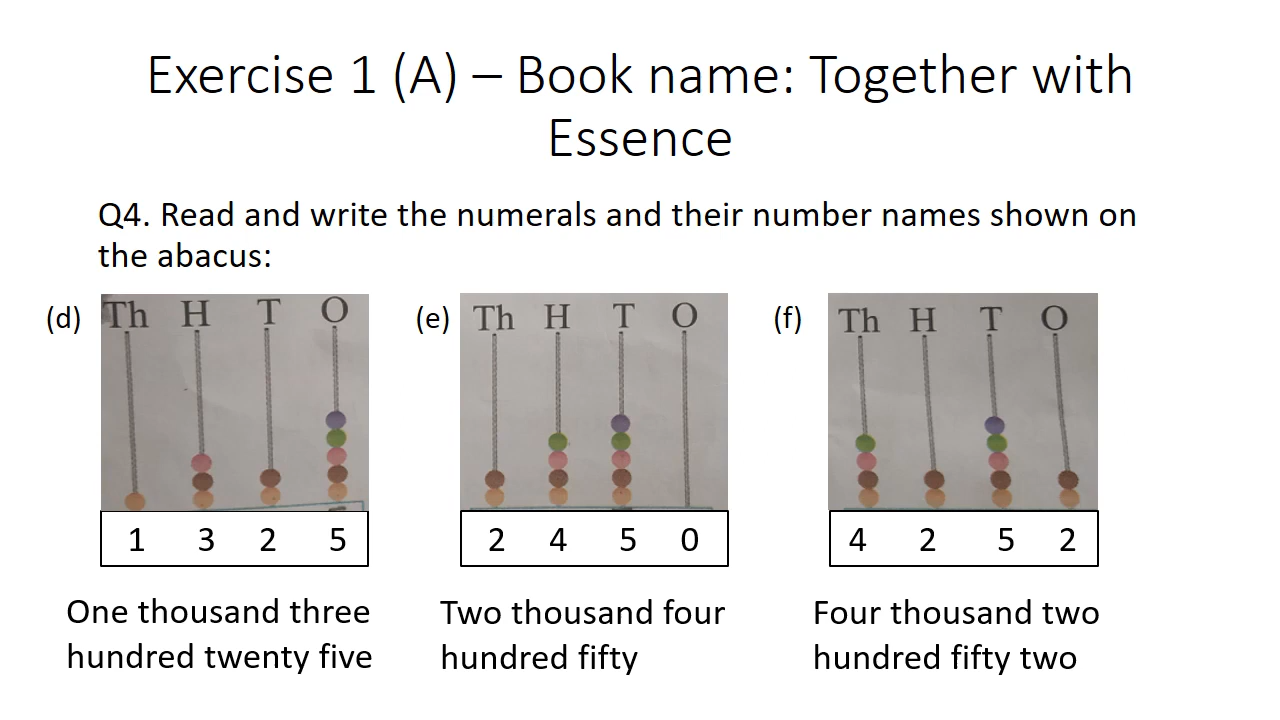 Exercise 1 (A) – Book name: Together with
Essence
Q4. Read and write the numerals and their number names shown on
the abacus:
(d) Th H T O
(e) Th H T O
(f) Th H T O
1 3 2 5
2 4 5 0
4 2 5 2
One thousand three
hundred twenty five
Two thousand four
hundred fifty
Four thousand two
hundred fifty two